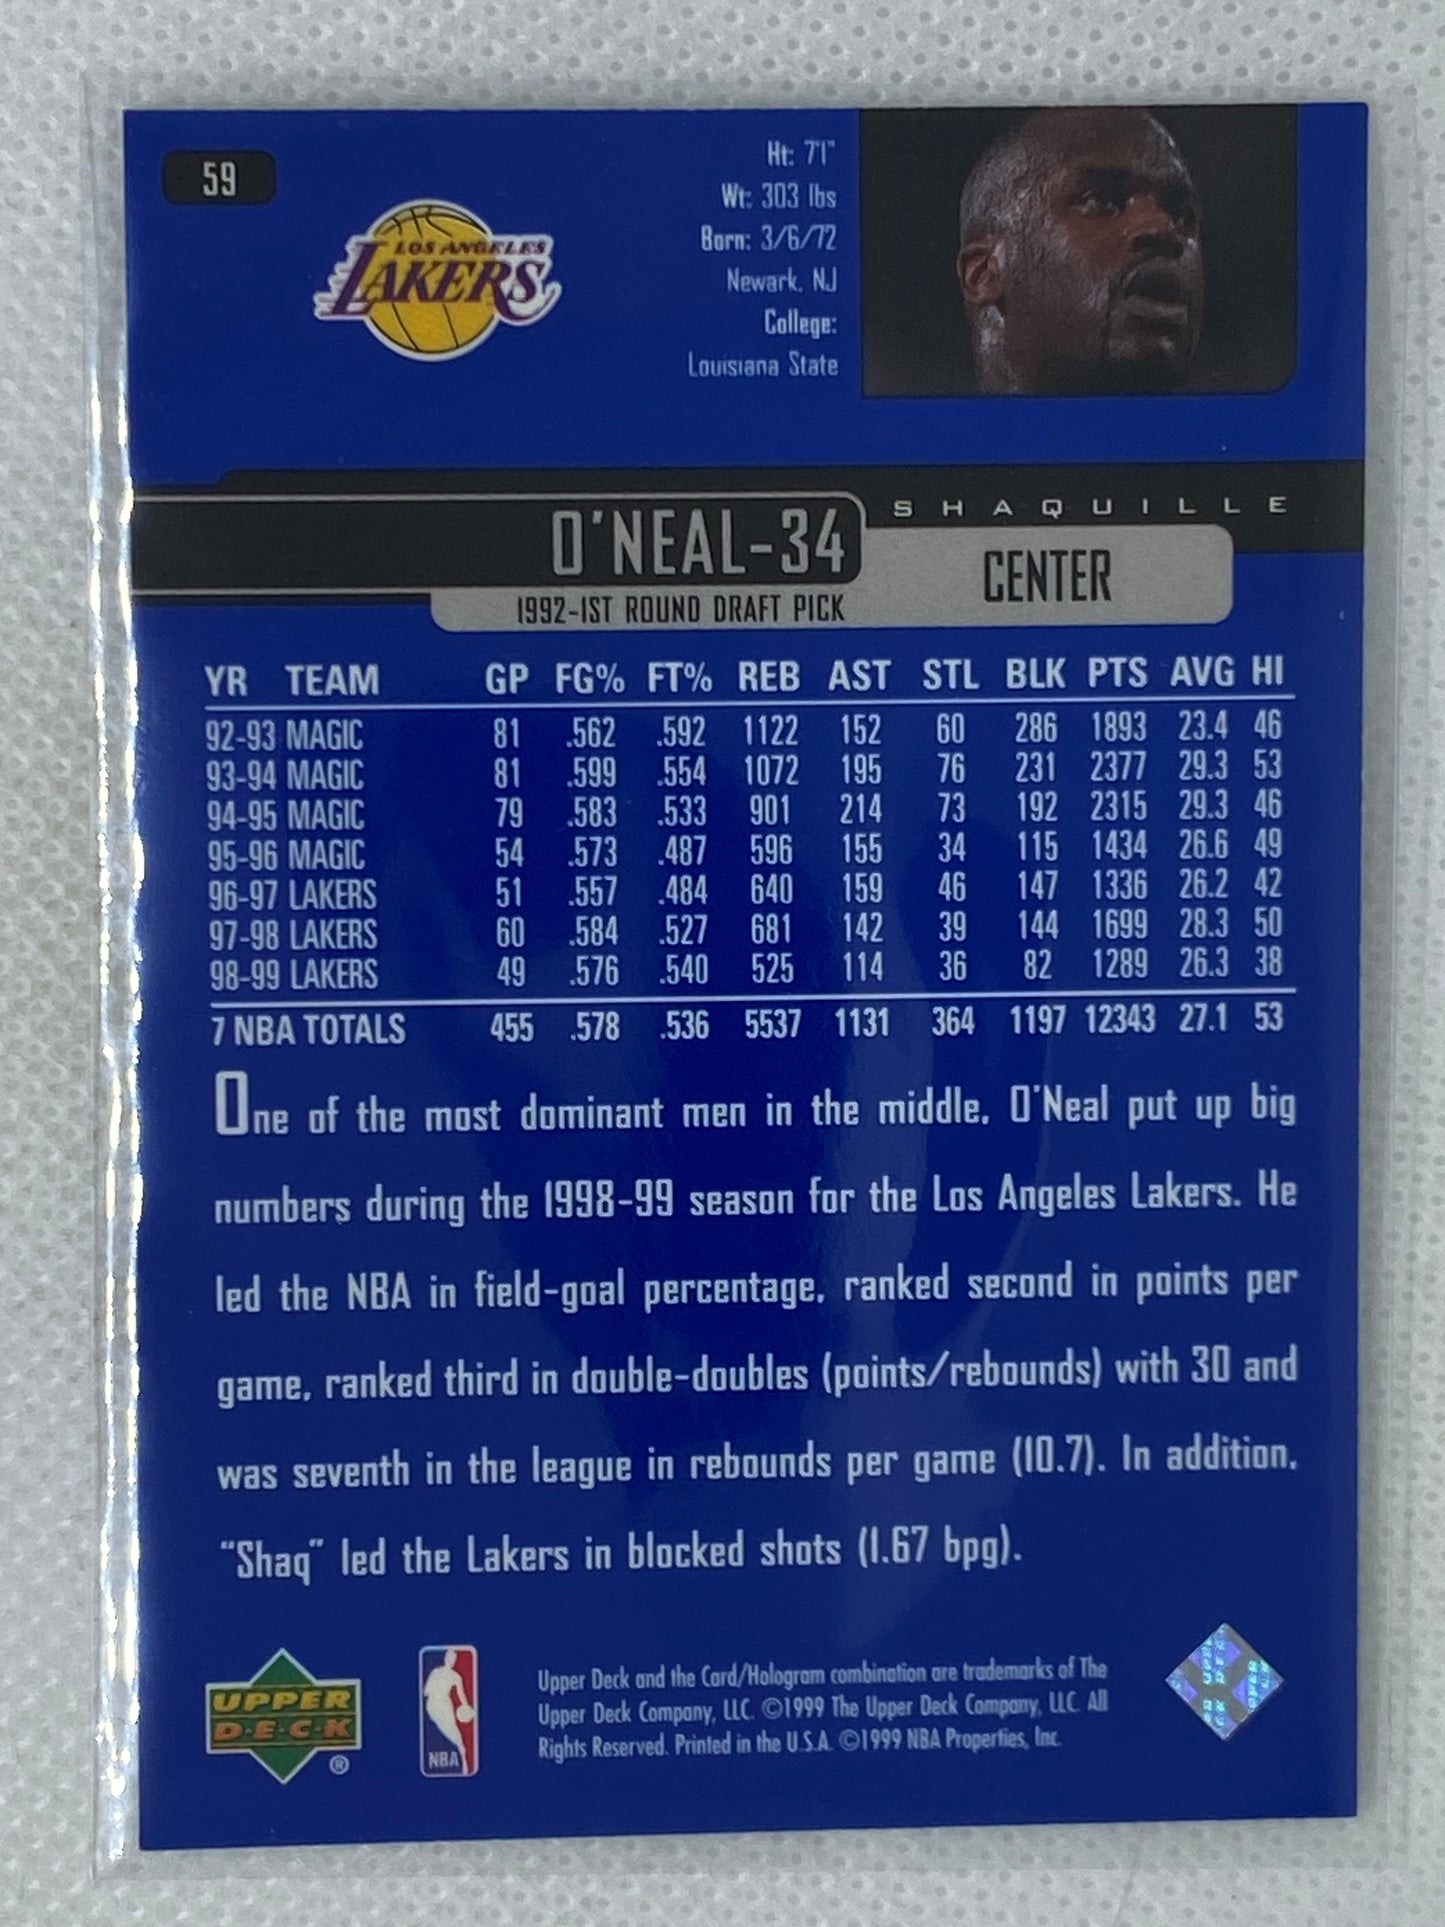 59
LOS ANGELES
LAKERS
Ht: 7'1"
Wt: 303 lbs
Born: 3/6/72
Newark, NJ
College:
Louisiana State
O'NEAL-34
SHAQUILLE
CENTER
1992-1ST ROUND DRAFT PICK
YR TEAM GP FG% FT% REB AST STL BLK PTS AVG HI
92-93 MAGIC 81 .562 .592 1122 152 60 286 1893 23.4 46
93-94 MAGIC 81 .599 .554 1072 195 76 231 2377 29.3 53
94-95 MAGIC 79 .583 .533 901 214 73 192 2315 29.3 46
95-96 MAGIC 54 .573 .487 596 155 34 115 1434 26.6 49
96-97 LAKERS 51 .557 .484 640 159 46 147 1336 26.2 42
97-98 LAKERS 60 .584 .527 681 142 39 144 1699 28.3 50
98-99 LAKERS 49 .576 .540 525 114 36 82 1289 26.3 38
7 NBA TOTALS 455 .578 .536 5537 1131 364 1197 12343 27.1 53
One of the most dominant men in the middle, O'Neal put up big
numbers during the 1998-99 season for the Los Angeles Lakers. He
led the NBA in field-goal percentage, ranked second in points per
game, ranked third in double-doubles (points/rebounds) with 30 and
was seventh in the league in rebounds per game (10.7). In addition,
"Shaq" led the Lakers in blocked shots (1.67 bpg).
UPPER
D·E·C·K
®
NBA
Upper Deck and the Card/Hologram combination are trademarks of The
Upper Deck Company, LLC. ©1999 The Upper Deck Company, LLC. All
Rights Reserved. Printed in the U.S.A. ©1999 NBA Properties, Inc.